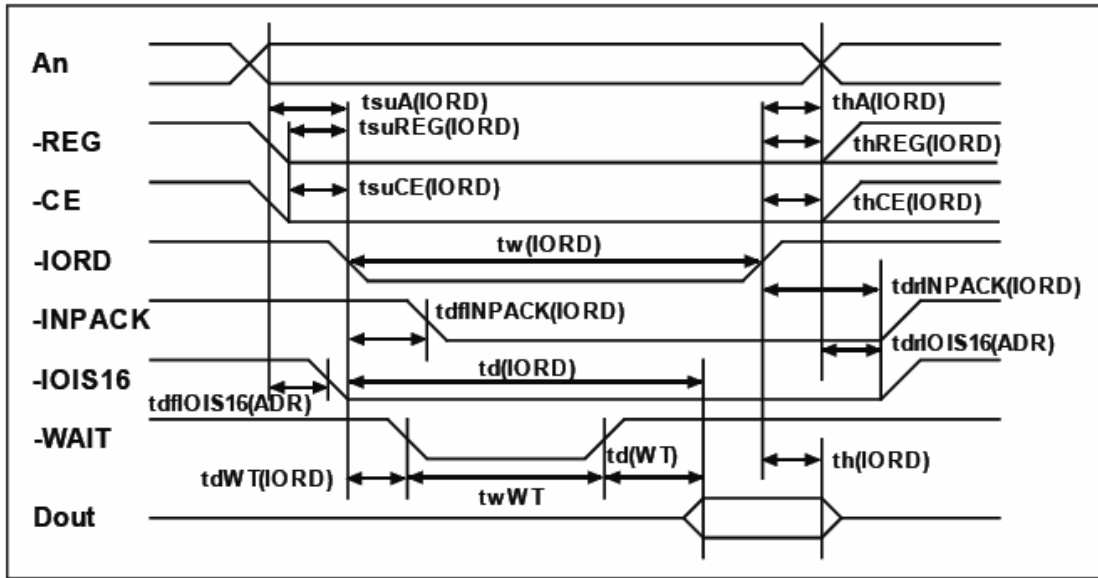 An
tsuA(IORD)
thA(IORD)
tsuREG(IORD)
-REG
thREG(IORD)
tsuCE(IORD)
-CE
thCE(IORD)
tw(IORD)
-IORD
tdrINPACK(IORD)
tdfINPACK(IORD)
-INPACK
tdrIOIS16(ADR)
td(IORD)
-IOIS16
tdfIOIS16(ADR)
-WAIT
td(WT)
th(IORD)
tdWT(IORD)
twWT
Dout